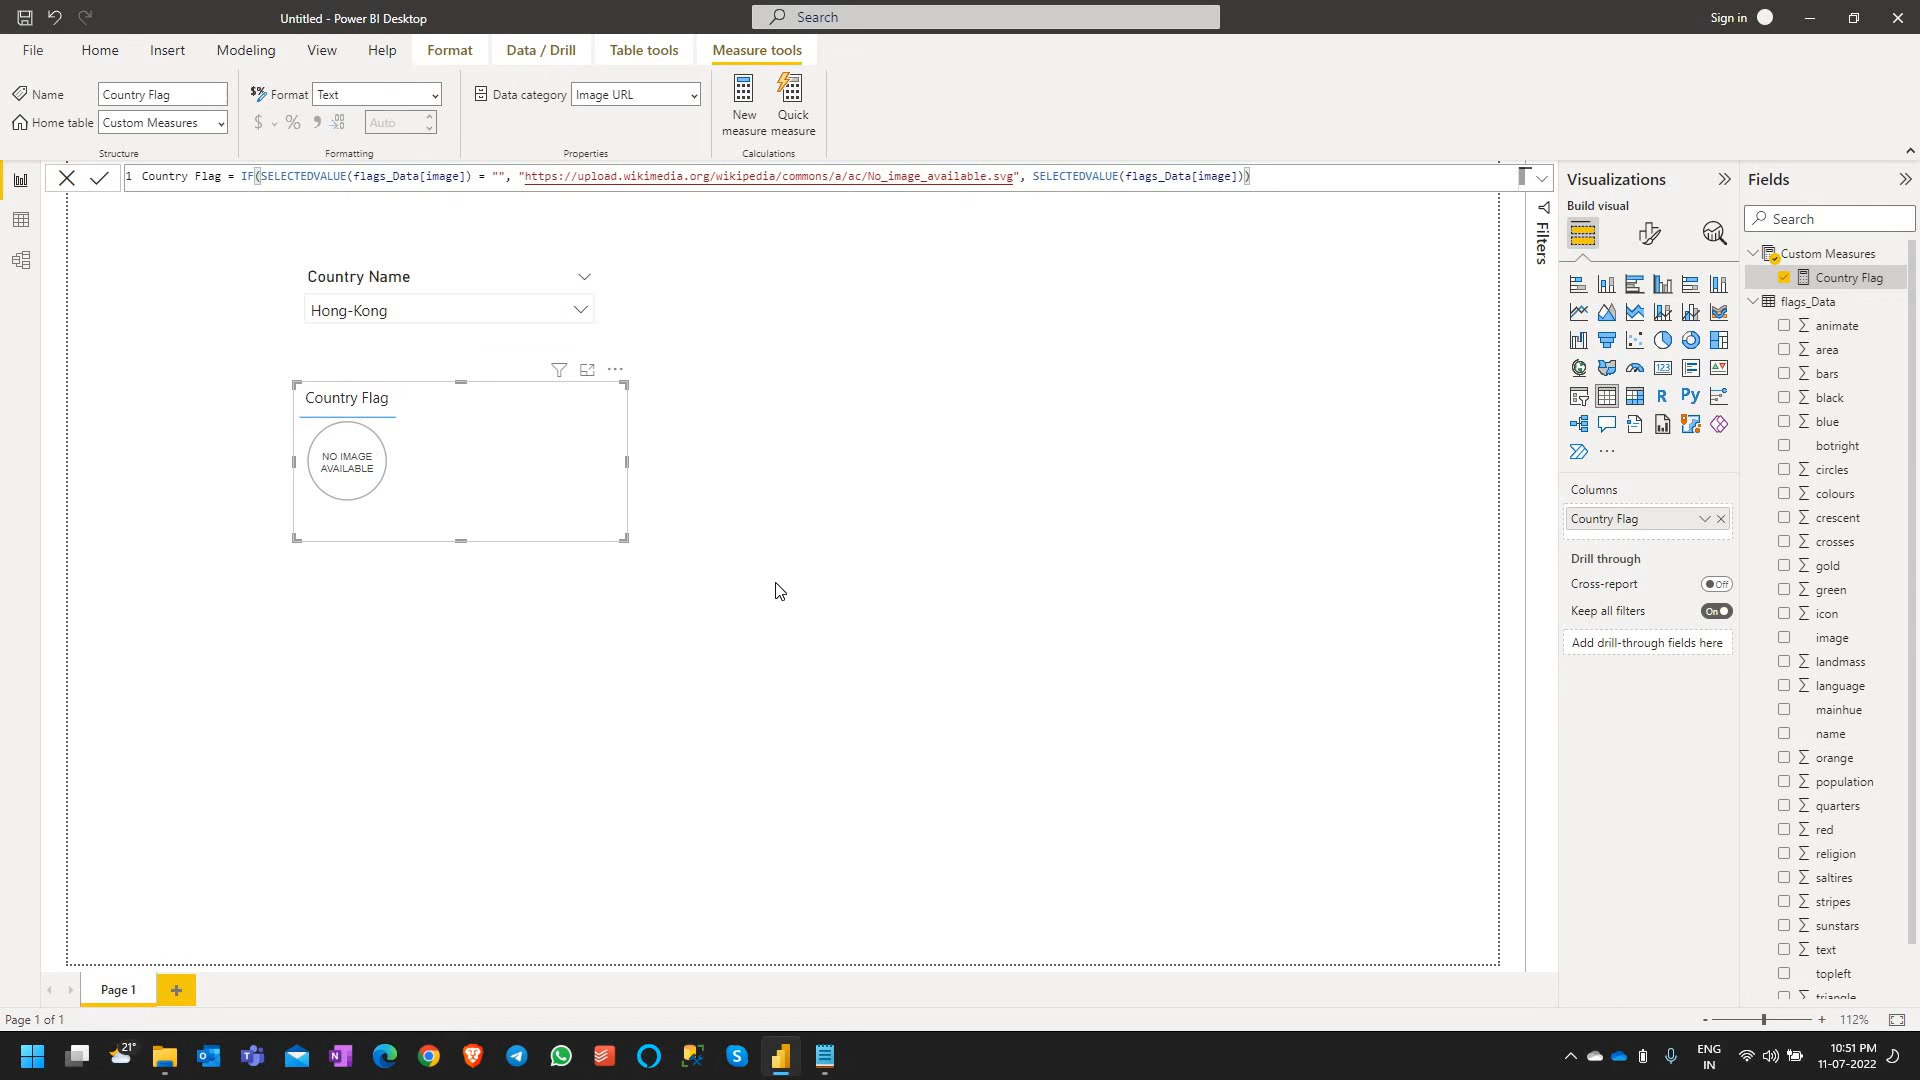 Untitled - Power BI Desktop
Search
Sign in
File
Home
Insert
Modeling
View
Help
Format
Data / Drill
Table tools
Measure tools
Name
Country Flag
Home table
Custom Measures
Structure
Format
Text
$
%
Auto
Formatting
Data category
Image URL
Properties
New measure
Quick measure
Calculations
1 Country Flag = IF(SELECTEDVALUE(flags_Data[image]) = "", "https://upload.wikimedia.org/wikipedia/commons/a/ac/No_image_available.svg", SELECTEDVALUE(flags_Data[image]))
Country Name
Hong-Kong
Country Flag
NO IMAGE
AVAILABLE
Filters
Visualizations
Build visual
123
R
Py
Columns
Country Flag
Drill through
Cross-report
Off
Keep all filters
On
Add drill-through fields here
Fields
Search
Custom Measures
Country Flag
flags_Data
animate
area
bars
black
blue
botright
circles
colours
crescent
crosses
gold
green
icon
image
landmass
language
mainhue
name
orange
population
quarters
red
religion
saltires
stripes
sunstars
text
topleft
triangle
Page 1
Page 1 of 1
- + 112%
21°
ENG
IN
10:51 PM
11-07-2022